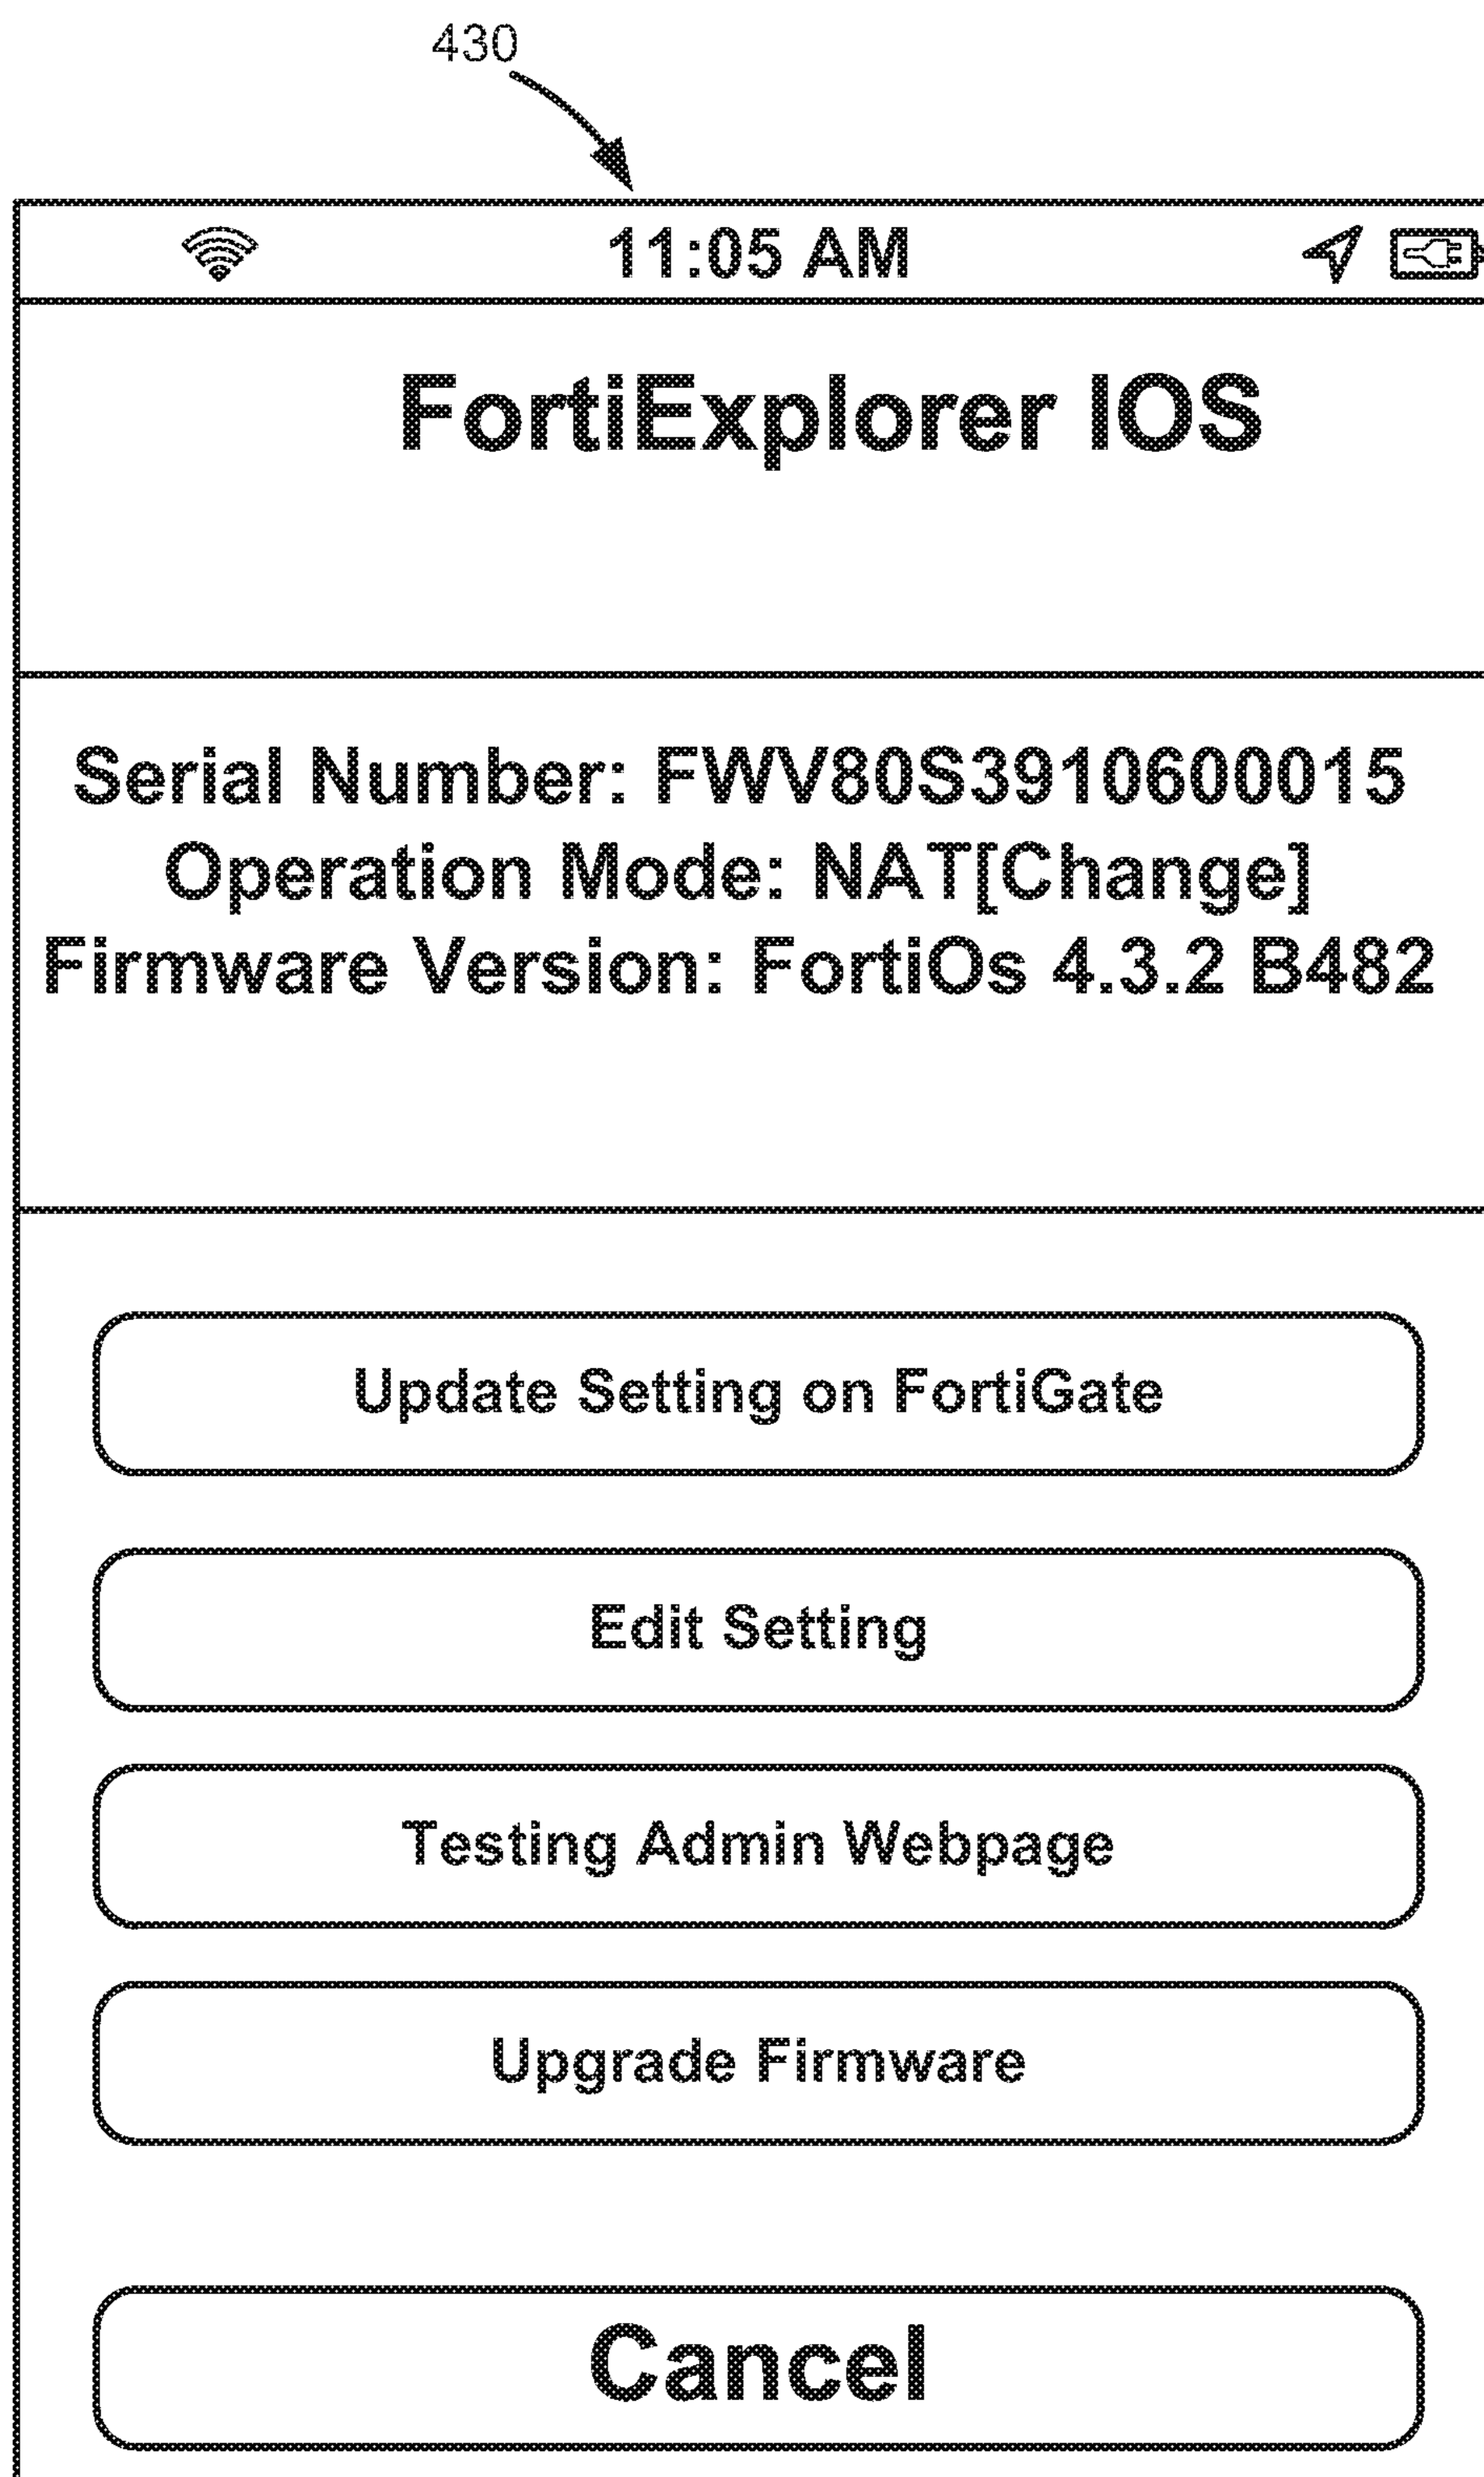 430
11:05 AM
FortiExplorer IOS
Serial Number: FWV80S3910600015
Operation Mode: NAT[Change]
Firmware Version: FortiOs 4.3.2 B482
Update Setting on FortiGate
Edit Setting
Testing Admin Webpage
Upgrade Firmware
Cancel